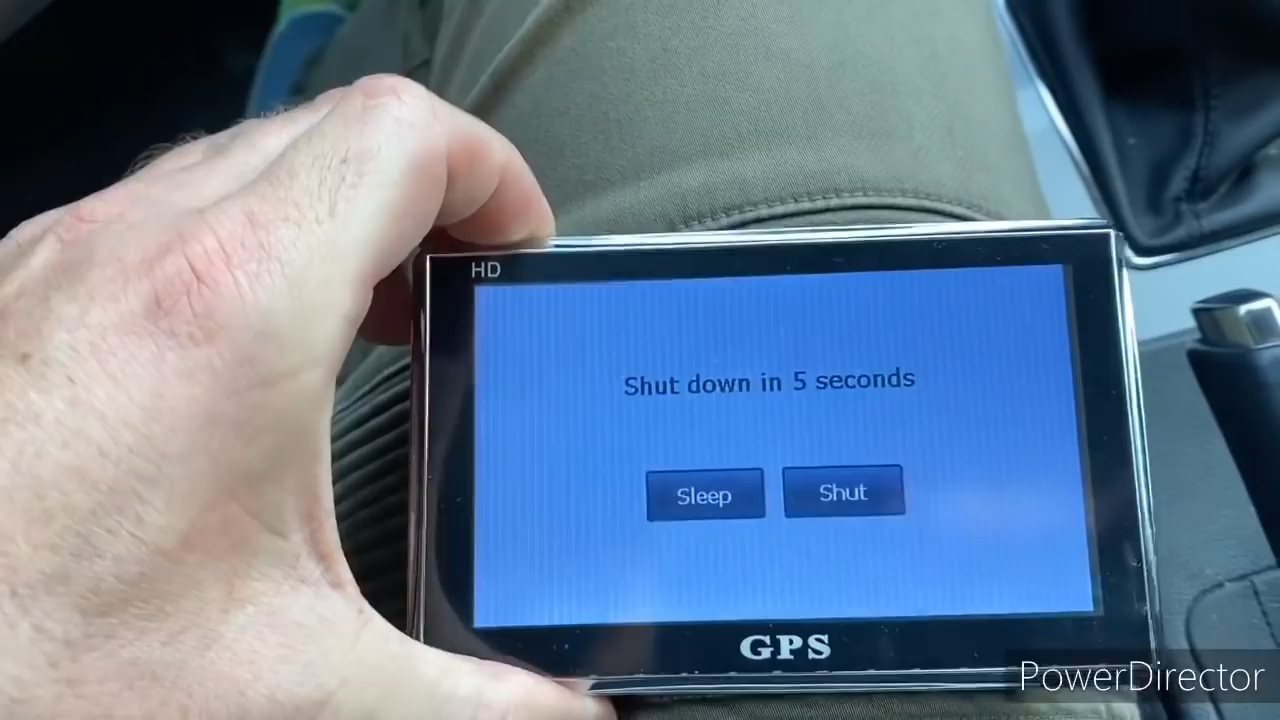 HD
Shut down in 5 seconds
Sleep Shut
GPS
PowerDirector